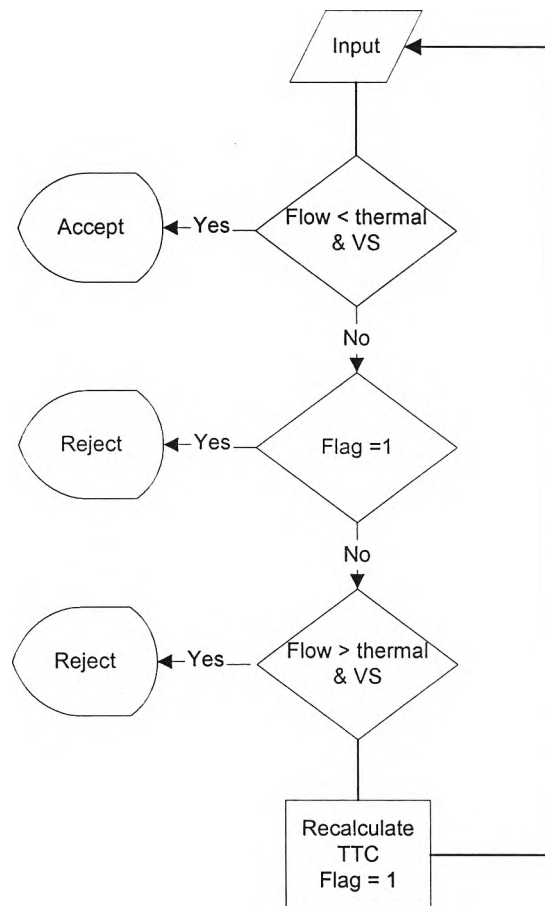 Input
Flow < thermal
& VS
Yes
Accept
No
Flag =1
Yes
Reject
No
Flow > thermal
& VS
Yes
Reject
Recalculate
TTC
Flag = 1